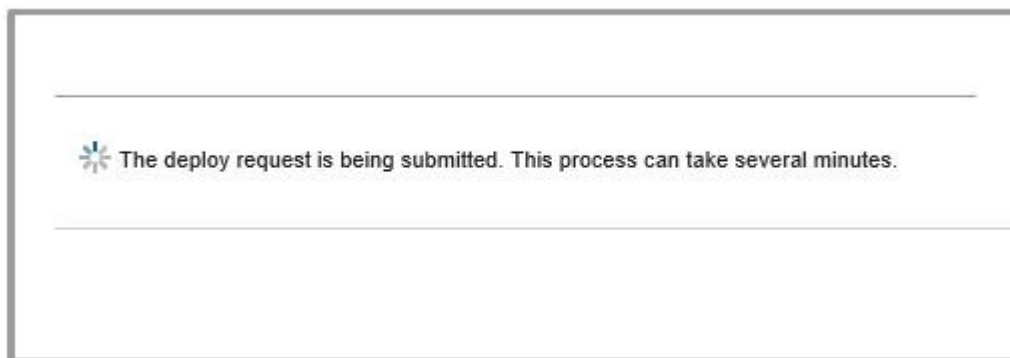 The deploy request is being submitted. This process can take several minutes.